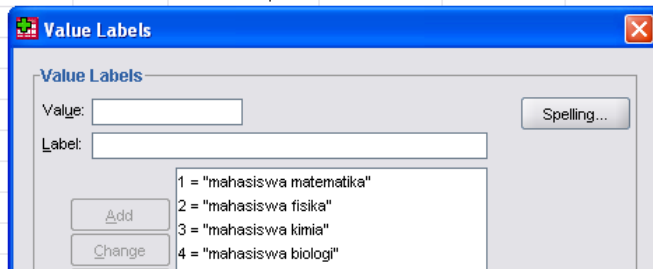 Value Labels
Value Labels
Value:
Spelling...
Label:
1 = "mahasiswa matematika"
Add
2 = "mahasiswa fisika"
3 = "mahasiswa kimia"
Change
4 = "mahasiswa biologi"